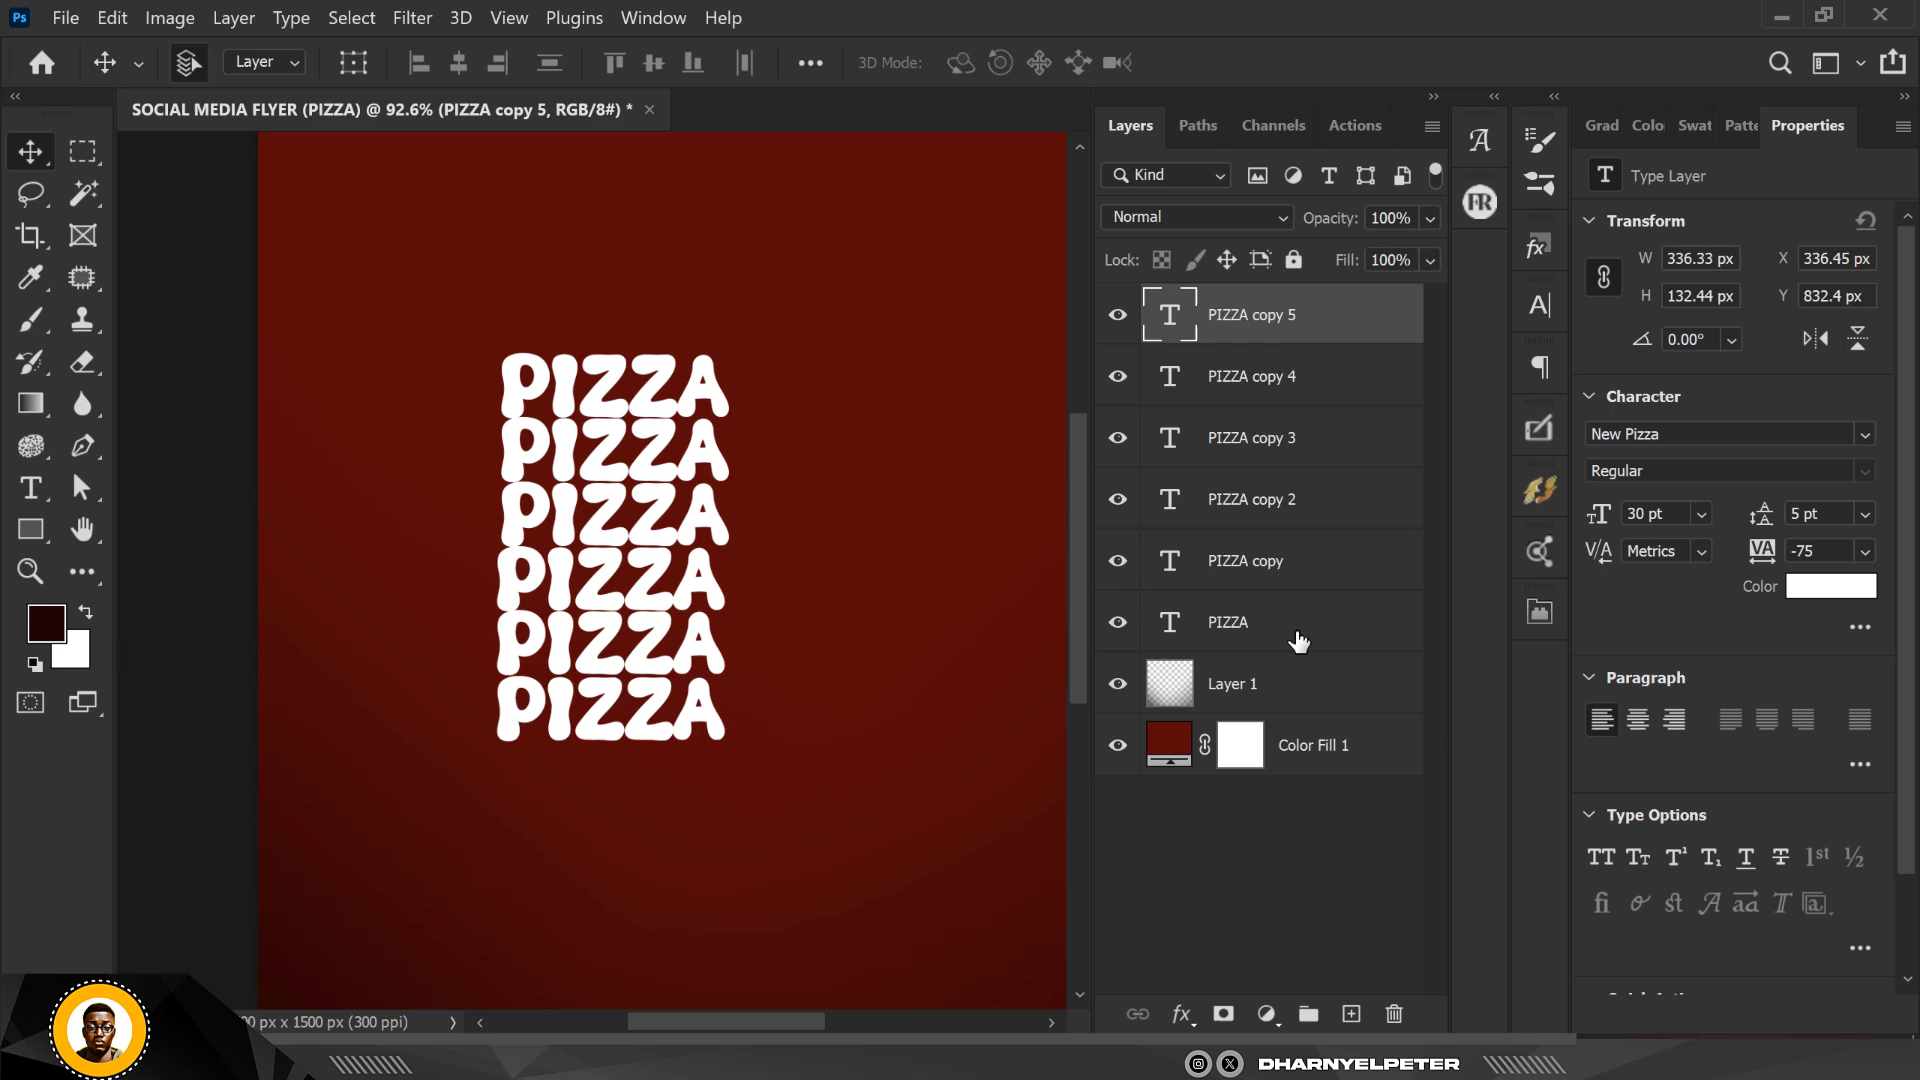 Ps File Edit Image Layer Type Select Filter 3D View Plugins Window Help
Layer 3D Mode:
SOCIAL MEDIA FLYER (PIZZA) @ 92.6% (PIZZA copy 5, RGB/8#) *
Layers Paths Channels Actions
Grad Colo Swat Patte Properties
Kind
Normal Opacity: 100%
Lock: Fill: 100%
PIZZA copy 5
PIZZA copy 4
PIZZA copy 3
PIZZA copy 2
PIZZA copy
PIZZA
Layer 1
Color Fill 1
PIZZA
PIZZA
PIZZA
PIZZA
PIZZA
PIZZA
FR
Type Layer
Transform
W 336.33 px X 336.45 px
H 132.44 px Y 832.4 px
0.00°
Character
New Pizza
Regular
30 pt 5 pt
Metrics -75
Color
Paragraph
Type Options
1st ½
00 px x 1500 px (300 ppi)
DHARNYELPETER